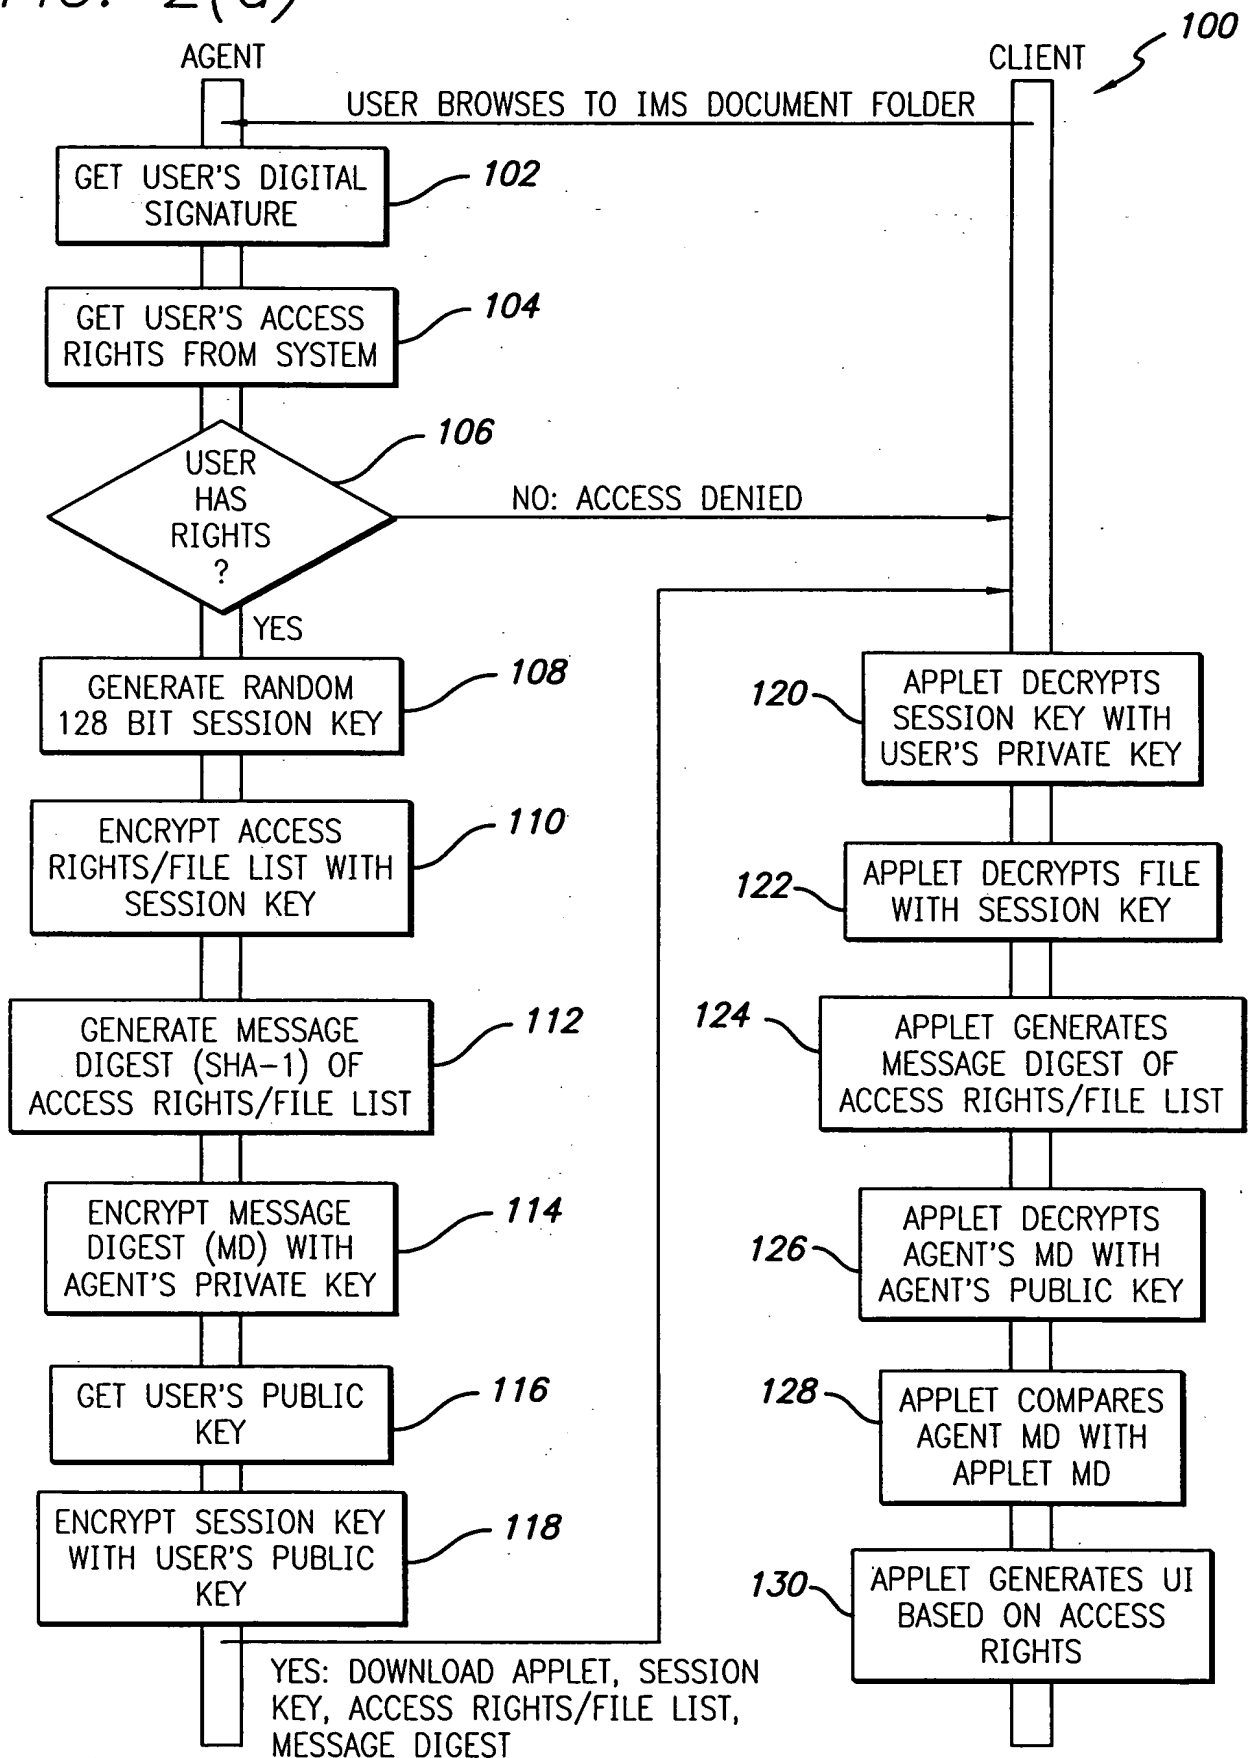 FIG. 2(a)
100
AGENT
CLIENT
USER BROWSES TO IMS DOCUMENT FOLDER
GET USER'S DIGITAL
SIGNATURE
102
GET USER'S ACCESS
RIGHTS FROM SYSTEM
104
USER
HAS
RIGHTS
?
106
NO: ACCESS DENIED
YES
GENERATE RANDOM
128 BIT SESSION KEY
108
ENCRYPT ACCESS
RIGHTS/FILE LIST WITH
SESSION KEY
110
GENERATE MESSAGE
DIGEST (SHA-1) OF
ACCESS RIGHTS/FILE LIST
112
ENCRYPT MESSAGE
DIGEST (MD) WITH
AGENT'S PRIVATE KEY
114
GET USER'S PUBLIC
KEY
116
ENCRYPT SESSION KEY
WITH USER'S PUBLIC
KEY
118
YES: DOWNLOAD APPLET, SESSION
KEY, ACCESS RIGHTS/FILE LIST,
MESSAGE DIGEST
120
APPLET DECRYPTS
SESSION KEY WITH
USER'S PRIVATE KEY
122
APPLET DECRYPTS FILE
WITH SESSION KEY
124
APPLET GENERATES
MESSAGE DIGEST OF
ACCESS RIGHTS/FILE LIST
126
APPLET DECRYPTS
AGENT'S MD WITH
AGENT'S PUBLIC KEY
128
APPLET COMPARES
AGENT MD WITH
APPLET MD
130
APPLET GENERATES UI
BASED ON ACCESS
RIGHTS